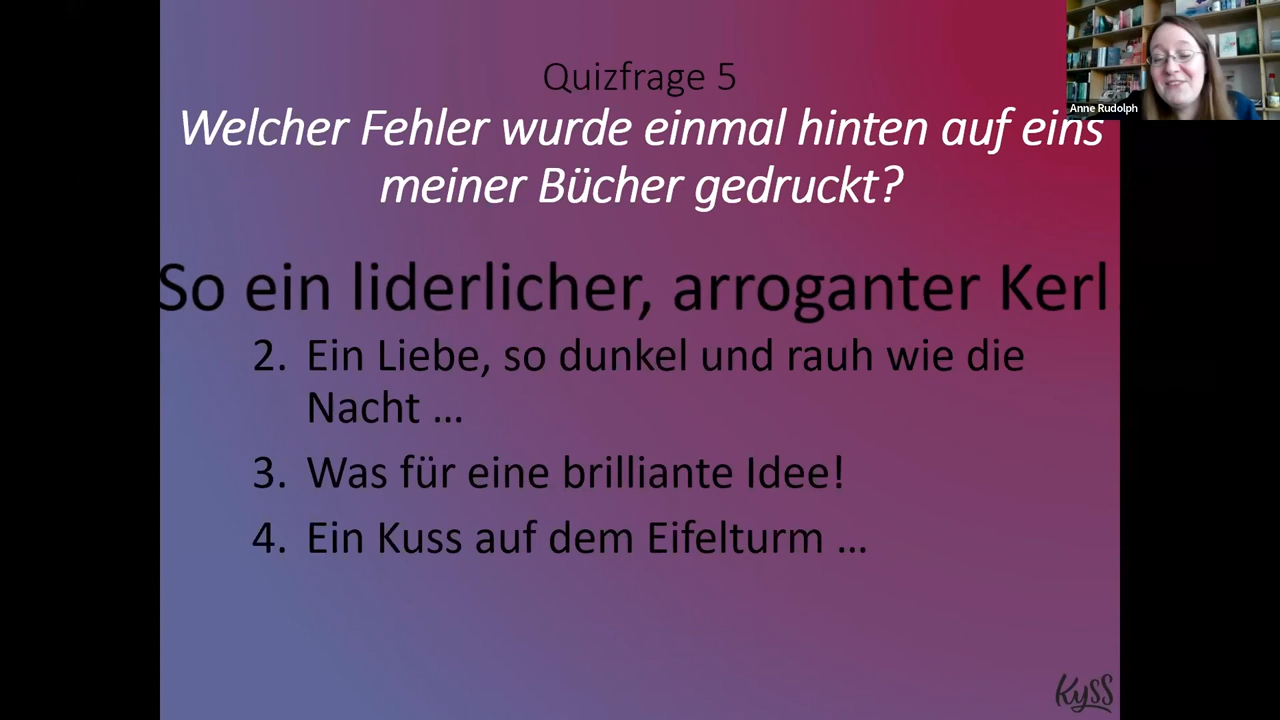 Quizfrage 5
Anne Rudolph
Welcher Fehler wurde einmal hinten auf eins
meiner Bücher gedruckt?
So ein liderlicher, arroganter Kerl
2. Ein Liebe, so dunkel und rauh wie die
Nacht …
3. Was für eine brilliante Idee!
4. Ein Kuss auf dem Eifelturm …
Kyss